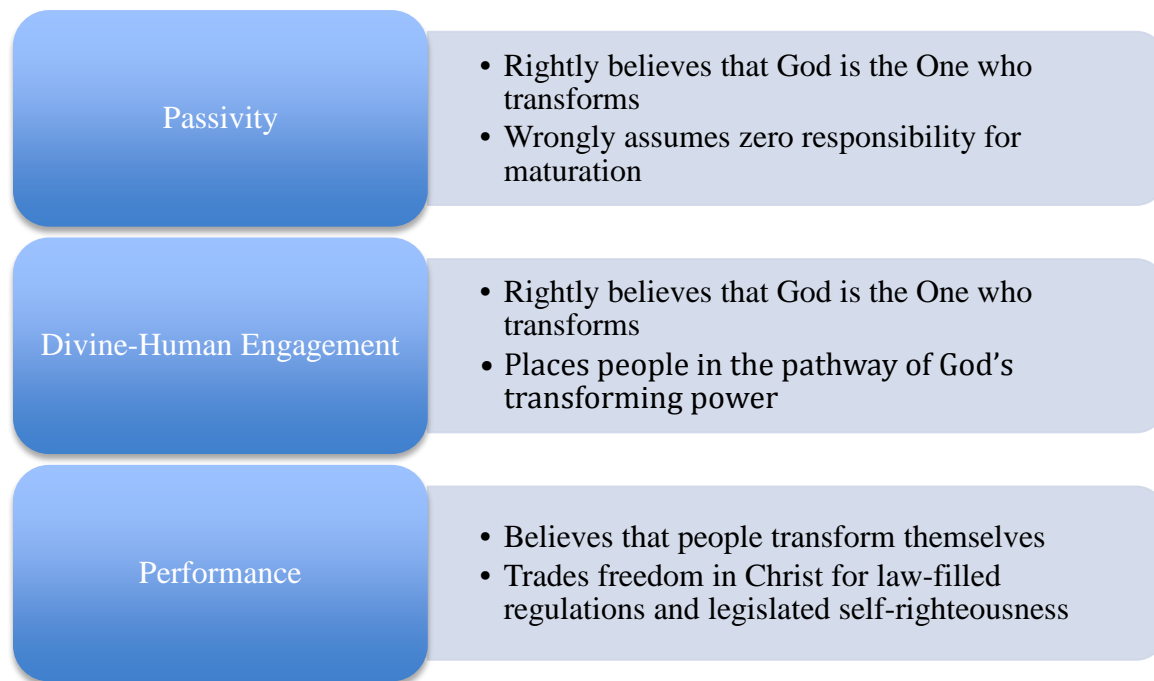 Passivity
• Rightly believes that God is the One who
transforms
• Wrongly assumes zero responsibility for
maturation
Divine-Human Engagement
• Rightly believes that God is the One who
transforms
• Places people in the pathway of God’s
transforming power
Performance
• Believes that people transform themselves
• Trades freedom in Christ for law-filled
regulations and legislated self-righteousness